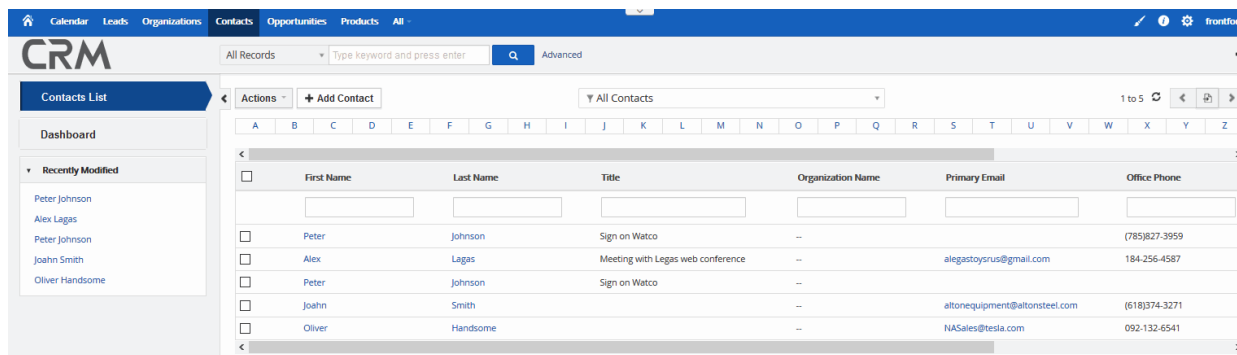 Calendar Leads Organizations Contacts Opportunities Products All
CRM
All Records Type keyword and press enter Advanced
Contacts List
Actions + Add Contact All Contacts 1 to 5
A B C D E F G H I J K L M N O P Q R S T U V W X Y Z
Dashboard
Recently Modified
Peter Johnson
Alex Lagas
Peter Johnson
Joahn Smith
Oliver Handsome
First Name Last Name Title Organization Name Primary Email Office Phone
Peter Johnson Sign on Watco -- (785)827-3959
Alex Lagas Meeting with Legas web conference -- alegastoysrus@gmail.com 184-256-4587
Peter Johnson Sign on Watco --
Joahn Smith -- altonequipment@altonsteel.com (618)374-3271
Oliver Handsome -- NASales@tesla.com 092-132-6541